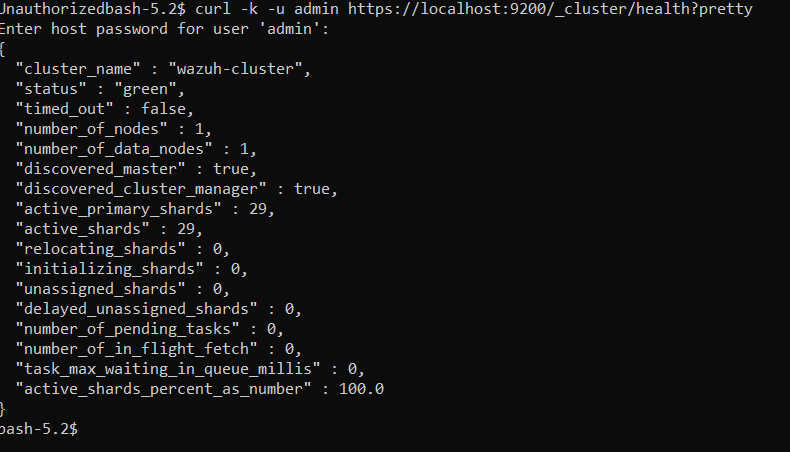 Unauthorizedbash-5.2$ curl -k -u admin https://localhost:9200/_cluster/health?pretty
Enter host password for user 'admin':
{
  "cluster_name" : "wazuh-cluster",
  "status" : "green",
  "timed_out" : false,
  "number_of_nodes" : 1,
  "number_of_data_nodes" : 1,
  "discovered_master" : true,
  "discovered_cluster_manager" : true,
  "active_primary_shards" : 29,
  "active_shards" : 29,
  "relocating_shards" : 0,
  "initializing_shards" : 0,
  "unassigned_shards" : 0,
  "delayed_unassigned_shards" : 0,
  "number_of_pending_tasks" : 0,
  "number_of_in_flight_fetch" : 0,
  "task_max_waiting_in_queue_millis" : 0,
  "active_shards_percent_as_number" : 100.0
}
bash-5.2$